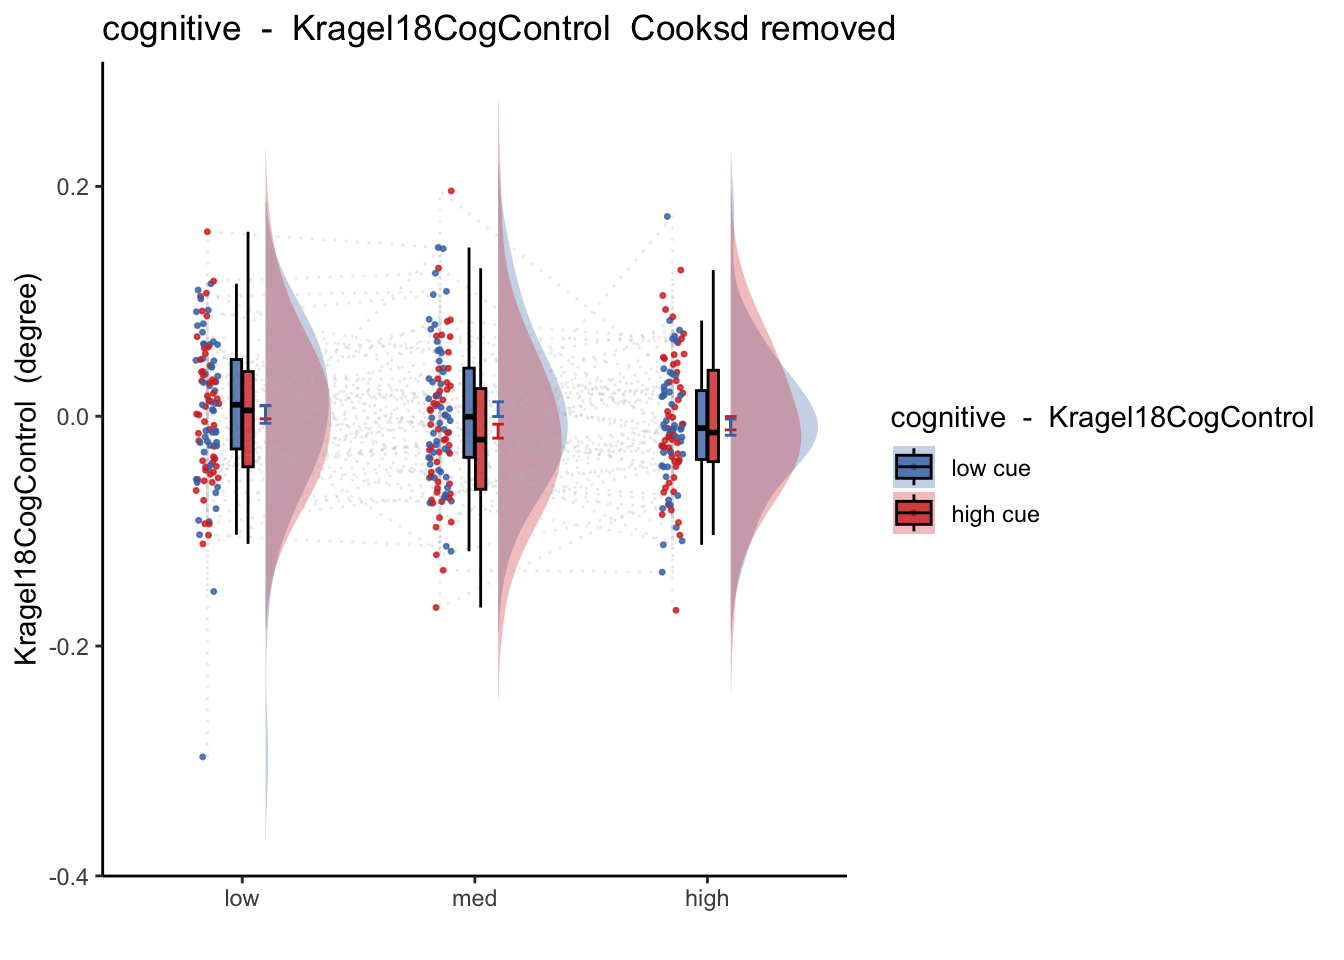 cognitive  -  Kragel18CogControl  Cooksd removed
Kragel18CogControl  (degree)
0.2
0.0
-0.2
-0.4
low
med
high
cognitive  -  Kragel18CogControl
low cue
high cue